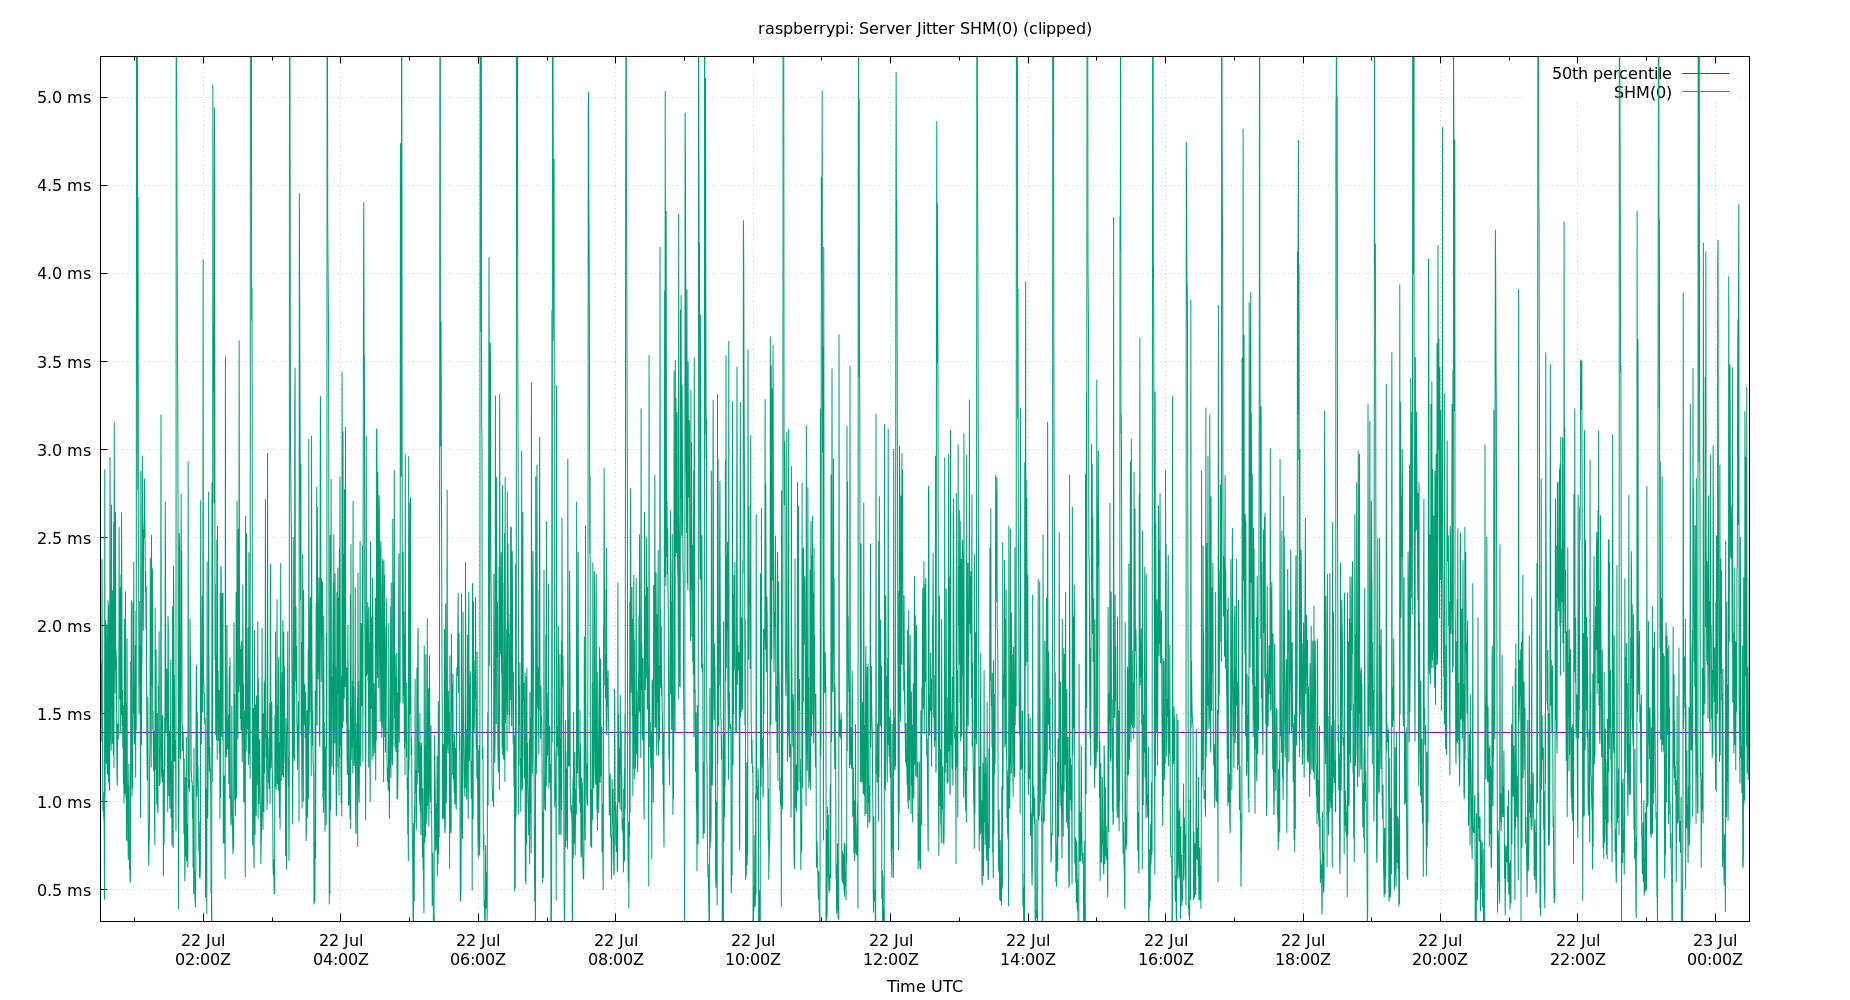 raspberrypi: Server Jitter SHM(0) (clipped)
50th percentile
SHM(0)
5.0 ms
4.5 ms
4.0 ms
3.5 ms
3.0 ms
2.5 ms
2.0 ms
1.5 ms
1.0 ms
0.5 ms
22 Jul 22 Jul 22 Jul 22 Jul 22 Jul 22 Jul 22 Jul 22 Jul 22 Jul 22 Jul 22 Jul 23 Jul
02:00Z 04:00Z 06:00Z 08:00Z 10:00Z 12:00Z 14:00Z 16:00Z 18:00Z 20:00Z 22:00Z 00:00Z
Time UTC